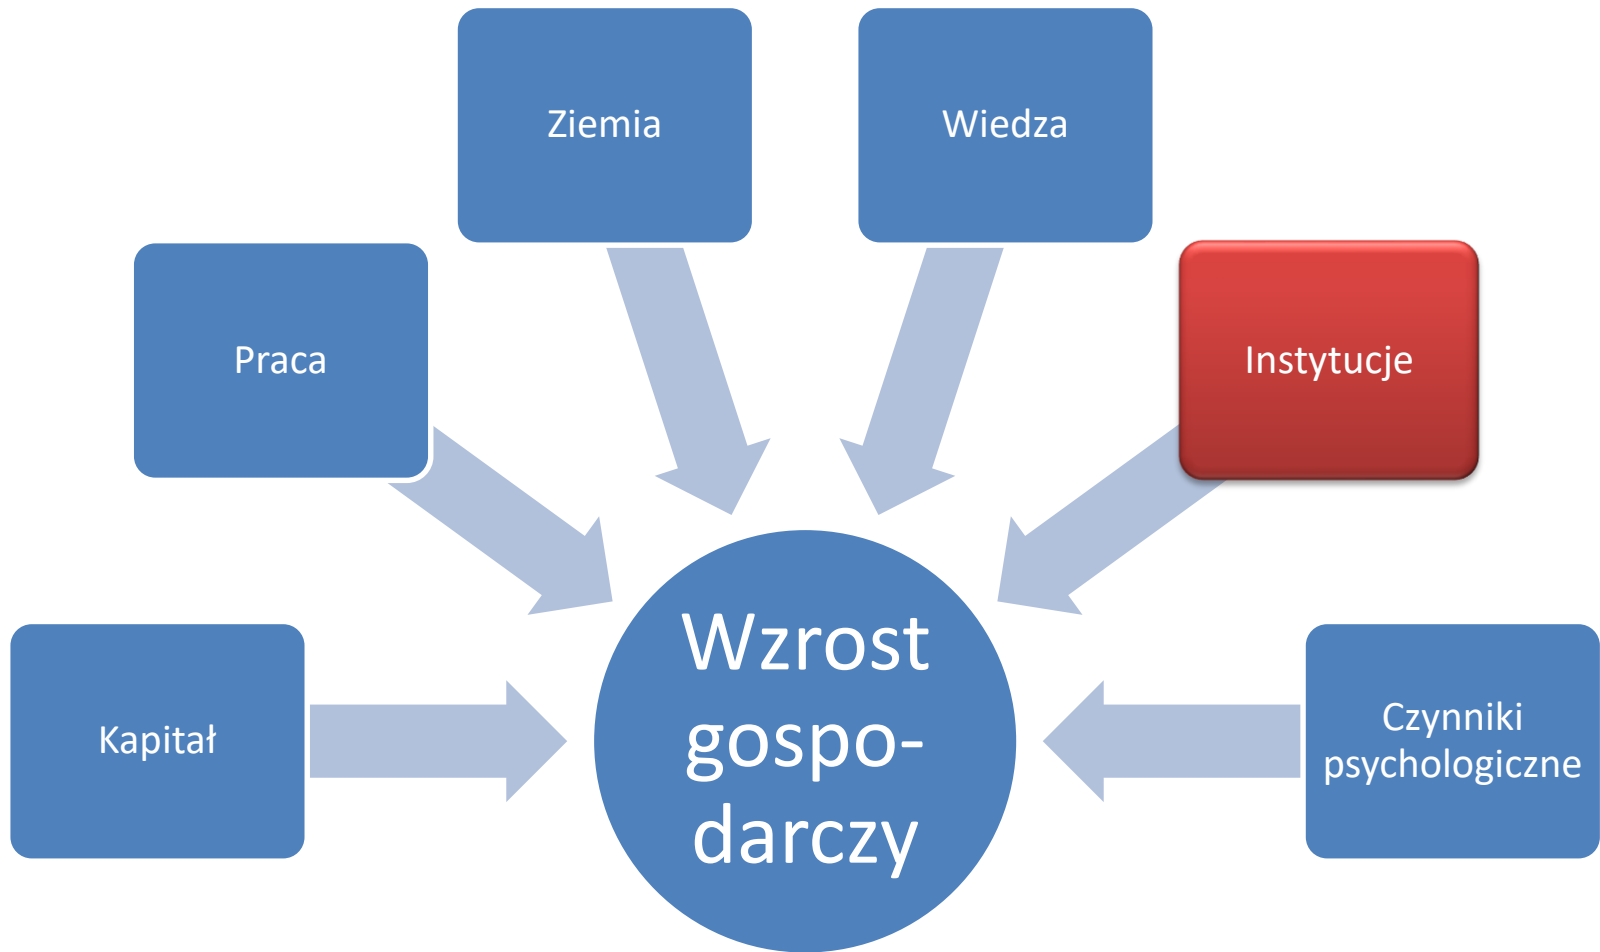 Ziemia
Wiedza
Praca
Instytucje
Kapitał
Wzrost
gospo-
darczy
Czynniki
psychologiczne